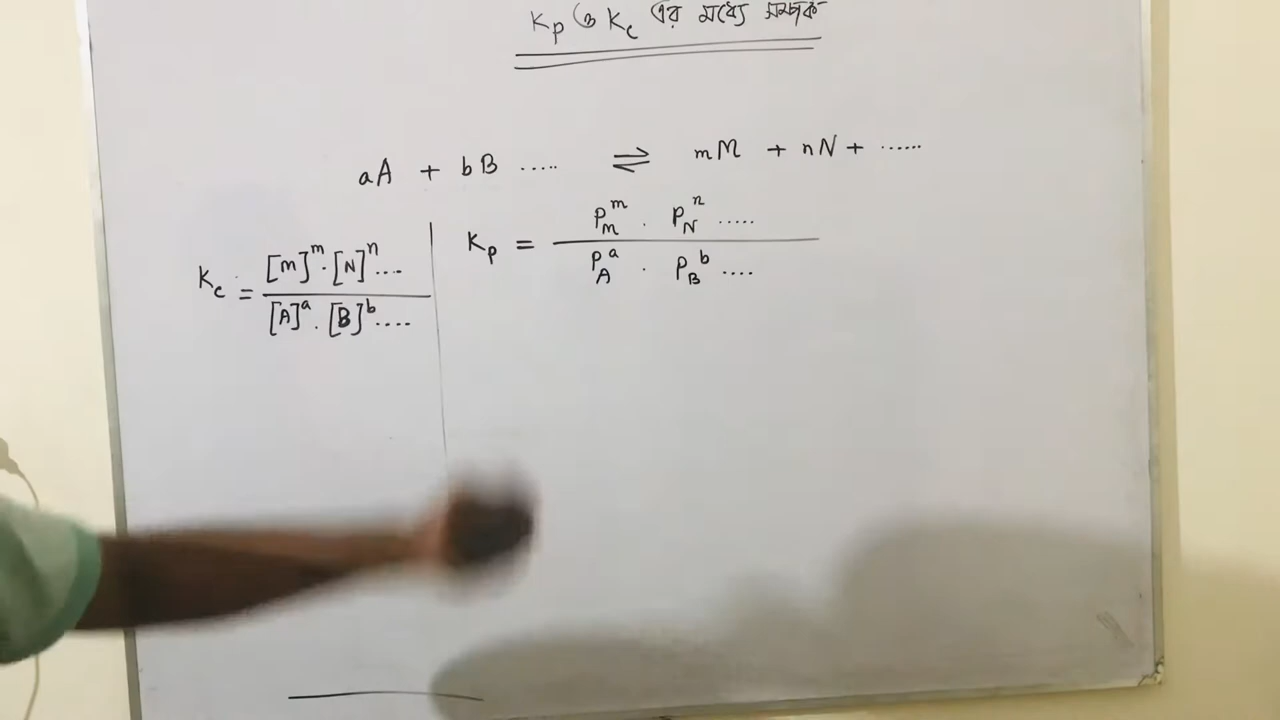 Kp ও Kc এর মধ্যে সম্পর্ক
aA + bB ..... ⇌ mM + nN + ......
Kc = [M]^m . [N]^n .... / [A]^a . [B]^b ....
Kp = P_M^m . P_N^n ..... / P_A^a . P_B^b ....